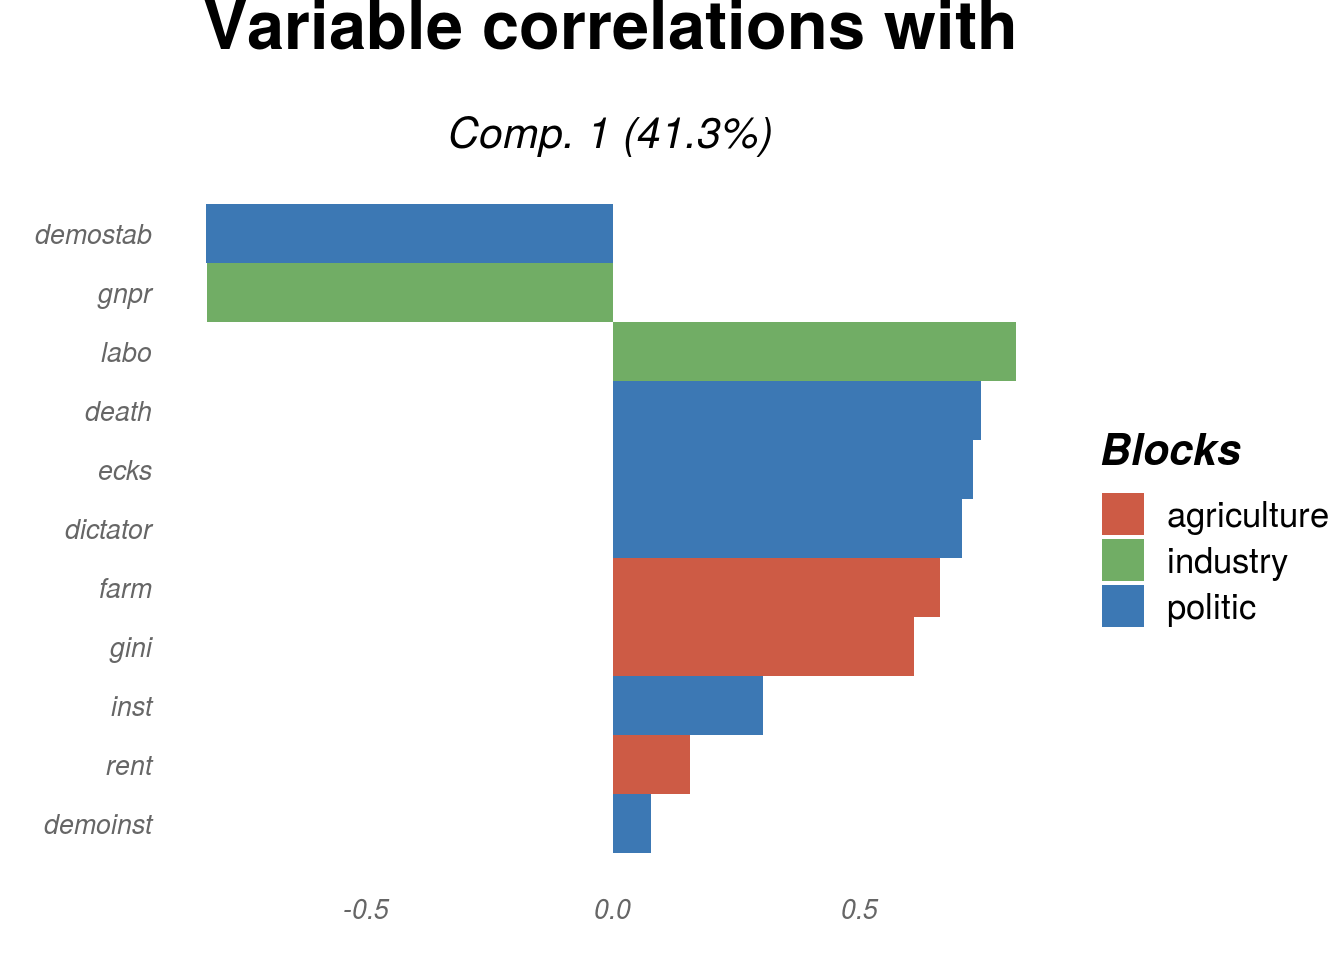 Variable correlations with
Comp. 1 (41.3%)
demostab
gnpr
labo
death
ecks
dictator
farm
gini
inst
rent
demoinst
-0.5 0.0 0.5
Blocks
agriculture
industry
politic